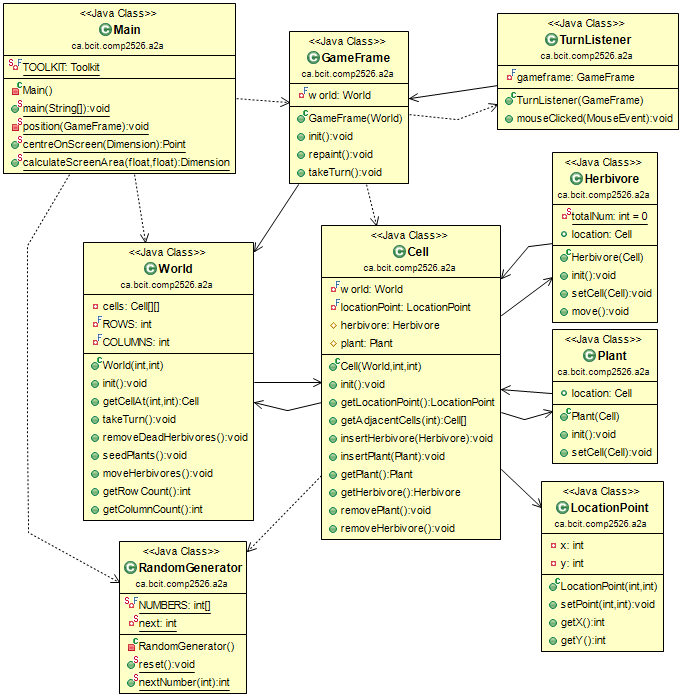 <<Java Class>>
Main
ca.bcit.comp2526.a2a
TOOLKIT: Toolkit
Main()
main(String[]):void
position(GameFrame):void
centreOnScreen(Dimension):Point
calculateScreenArea(float,float):Dimension
<<Java Class>>
GameFrame
ca.bcit.comp2526.a2a
world: World
GameFrame(World)
init():void
repaint():void
takeTurn():void
<<Java Class>>
TurnListener
ca.bcit.comp2526.a2a
gameframe: GameFrame
TurnListener(GameFrame)
mouseClicked(MouseEvent):void
<<Java Class>>
Herbivore
ca.bcit.comp2526.a2a
totalNum: int = 0
location: Cell
Herbivore(Cell)
init():void
setCell(Cell):void
move():void
<<Java Class>>
World
ca.bcit.comp2526.a2a
cells: Cell[][]
ROWS: int
COLUMNS: int
World(int,int)
init():void
getCellAt(int,int):Cell
takeTurn():void
removeDeadHerbivores():void
seedPlants():void
moveHerbivores():void
getRowCount():int
getColumnCount():int
<<Java Class>>
Cell
ca.bcit.comp2526.a2a
world: World
locationPoint: LocationPoint
herbivore: Herbivore
plant: Plant
Cell(World,int,int)
init():void
getLocationPoint():LocationPoint
getAdjacentCells(int):Cell[]
insertHerbivore(Herbivore):void
insertPlant(Plant):void
getPlant():Plant
getHerbivore():Herbivore
removePlant():void
removeHerbivore():void
<<Java Class>>
Plant
ca.bcit.comp2526.a2a
location: Cell
Plant(Cell)
init():void
setCell(Cell):void
<<Java Class>>
LocationPoint
ca.bcit.comp2526.a2a
x: int
y: int
LocationPoint(int,int)
setPoint(int,int):void
getX():int
getY():int
<<Java Class>>
RandomGenerator
ca.bcit.comp2526.a2a
NUMBERS: int[]
next: int
RandomGenerator()
reset():void
nextNumber(int):int